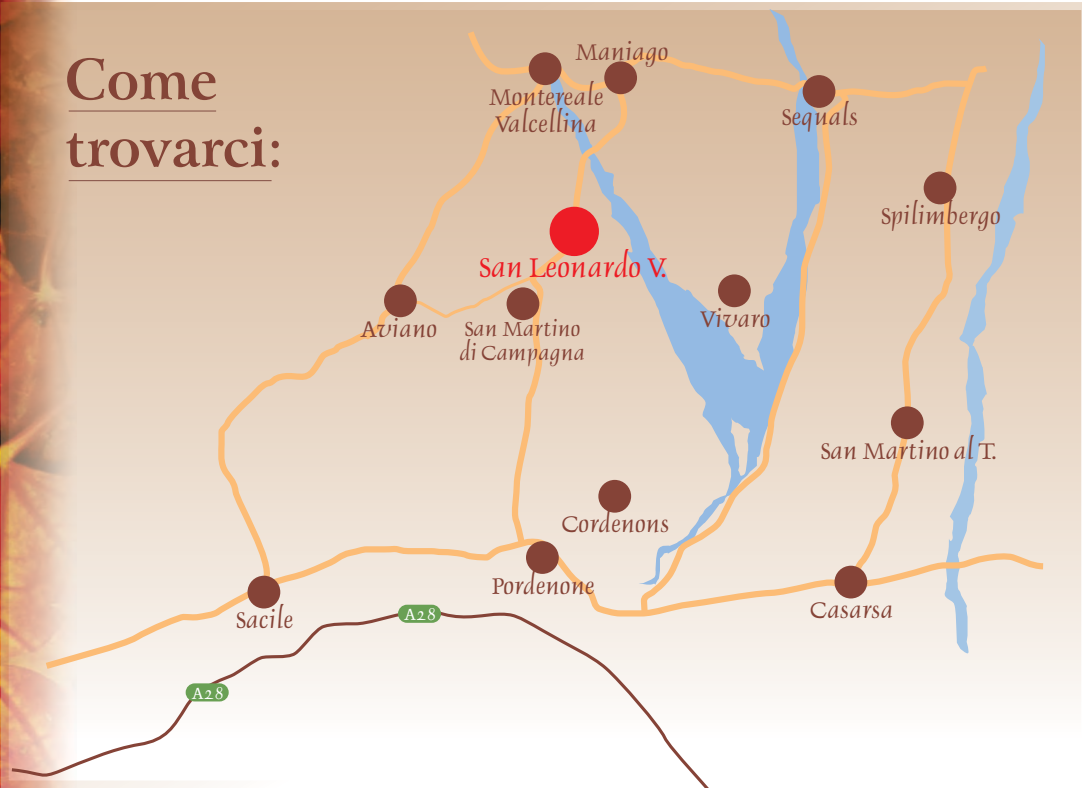 Come
trovarci:
Maniago
Montereale
Valcellina
Sequals
Spilimbergo
San Leonardo V.
Vivaro
Aviano
San Martino
di Campagna
San Martino al T.
Cordenons
Pordenone
Casarsa
Sacile
A28
A28